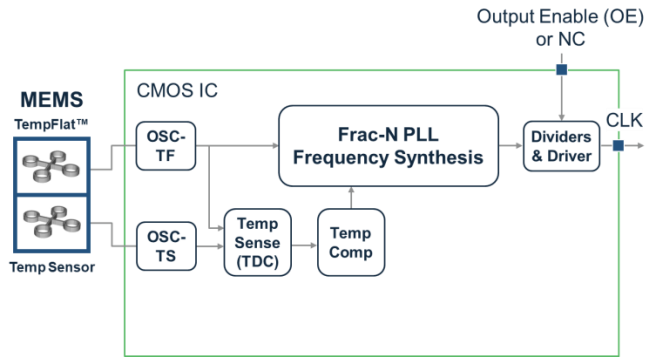 Output Enable (OE)
or NC
MEMS
TempFlat™
CMOS IC
OSC-
TF
Frac-N PLL
Frequency Synthesis
Dividers
& Driver
CLK
OSC-
TS
Temp
Sense
(TDC)
Temp
Comp
Temp Sensor